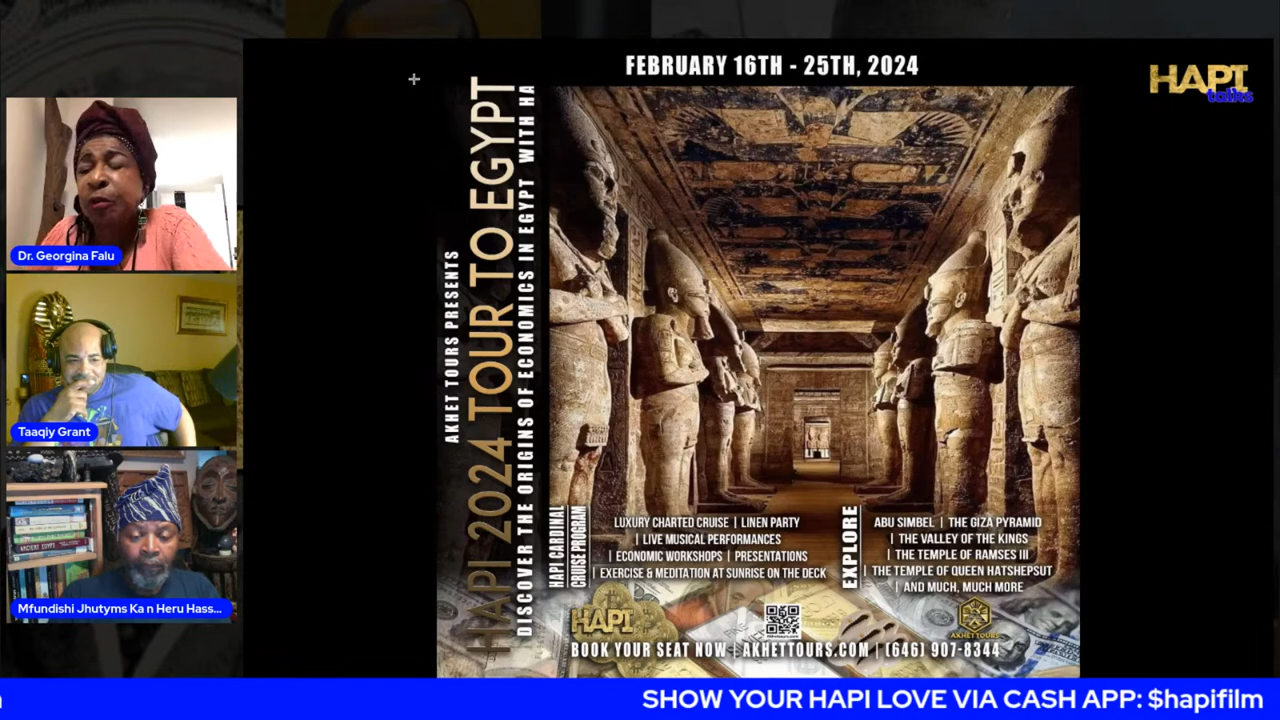 FEBRUARY 16TH - 25TH, 2024
HAPI
talks
Dr. Georgina Falu
Taaqiy Grant
ANCIENT EGYPT
Mfundishi Jhutyms Ka n Heru Hass...
AKHET TOURS PRESENTS
HAPI 2024 TOUR TO EGYPT
DISCOVER THE ORIGINS OF ECONOMICS IN EGYPT WITH HA
HAPI CARDINAL
CRUISE PROGRAM
LUXURY CHARTED CRUISE | LINEN PARTY
| LIVE MUSICAL PERFORMANCES
| ECONOMIC WORKSHOPS | PRESENTATIONS
| EXERCISE & MEDITATION AT SUNRISE ON THE DECK
EXPLORE
ABU SIMBEL | THE GIZA PYRAMID
| THE VALLEY OF THE KINGS
| THE TEMPLE OF RAMSES III
| THE TEMPLE OF QUEEN HATSHEPSUT
| AND MUCH, MUCH MORE
HAPI
AKHET TOURS
BOOK YOUR SEAT NOW | AKHETTOURS.COM | (646) 907-8344
SHOW YOUR HAPI LOVE VIA CASH APP: $hapifilm